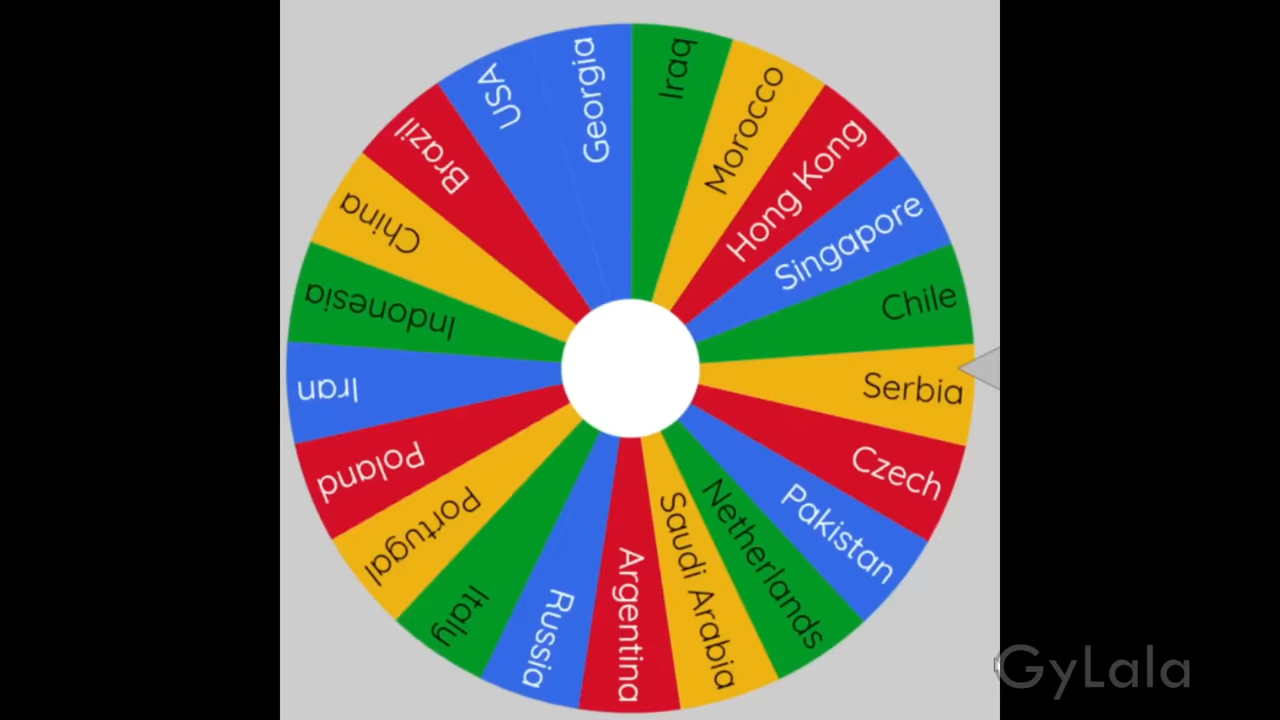 Georgia
Iraq
Morocco
Hong Kong
Singapore
Chile
Serbia
Czech
Pakistan
Netherlands
Saudi Arabia
Argentina
Russia
Italy
Portugal
Poland
Iran
Indonesia
China
Brazil
USA
GyLala